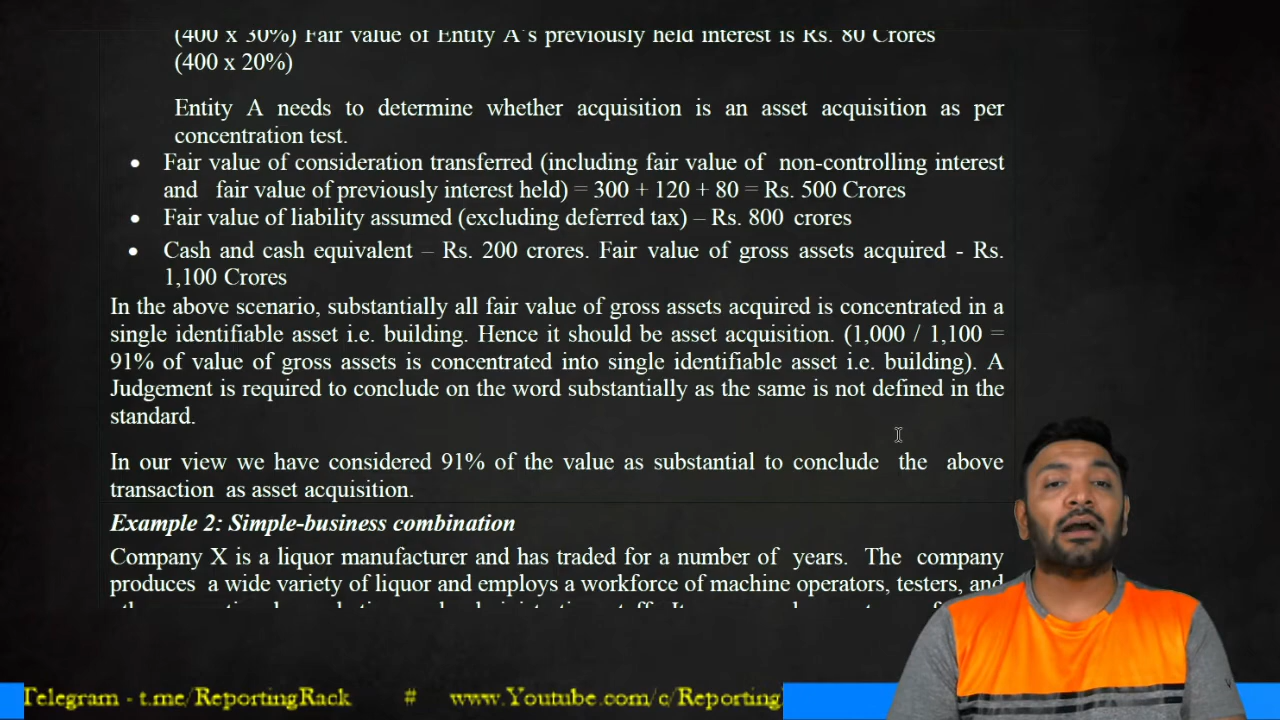 (400 x 30%) Fair value of Entity A's previously held interest is Rs. 80 Crores
(400 x 20%)
Entity A needs to determine whether acquisition is an asset acquisition as per
concentration test.
• Fair value of consideration transferred (including fair value of non-controlling interest
and fair value of previously interest held) = 300 + 120 + 80 = Rs. 500 Crores
• Fair value of liability assumed (excluding deferred tax) – Rs. 800 crores
• Cash and cash equivalent – Rs. 200 crores. Fair value of gross assets acquired - Rs.
1,100 Crores
In the above scenario, substantially all fair value of gross assets acquired is concentrated in a
single identifiable asset i.e. building. Hence it should be asset acquisition. (1,000 / 1,100 =
91% of value of gross assets is concentrated into single identifiable asset i.e. building). A
Judgement is required to conclude on the word substantially as the same is not defined in the
standard.
In our view we have considered 91% of the value as substantial to conclude the above
transaction as asset acquisition.
Example 2: Simple-business combination
Company X is a liquor manufacturer and has traded for a number of years. The company
produces a wide variety of liquor and employs a workforce of machine operators, testers, and
Telegram - t.me/ReportingRack # www.Youtube.com/c/Reporting